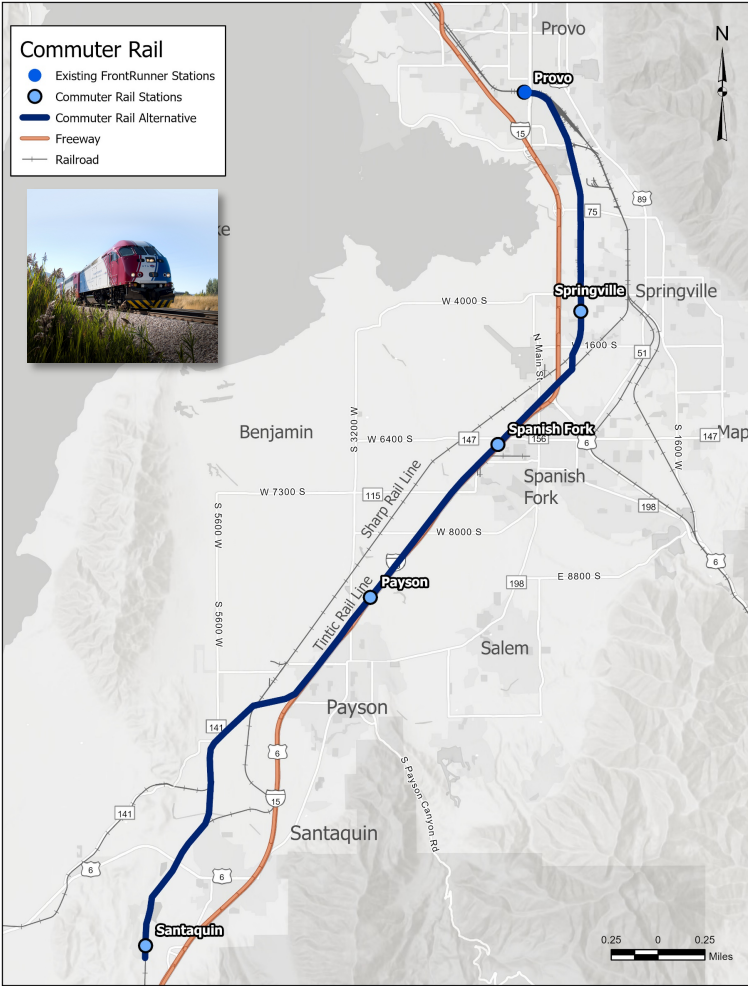 Commuter Rail
Existing FrontRunner Stations
Commuter Rail Stations
Commuter Rail Alternative
Freeway
Railroad
Provo
N
Provo
15
89
75
ke
Springville
Springville
W 4000 S
N Main St
1600 S
51
S 3200 W
Benjamin
W 6400 S
147
Spanish Fork
156
6
S 1600 W
147
Map
Spanish
Fork
Sharp Rail Line
W 7300 S
115
S 5600 W
198
W 8000 S
6
Payson
E 8800 S
198
Tintic Rail Line
S 5600 W
Salem
Payson
141
6
S Payson Canyon Rd
15
141
Santaquin
6
6
Santaquin
0.25
0
0.25
Miles